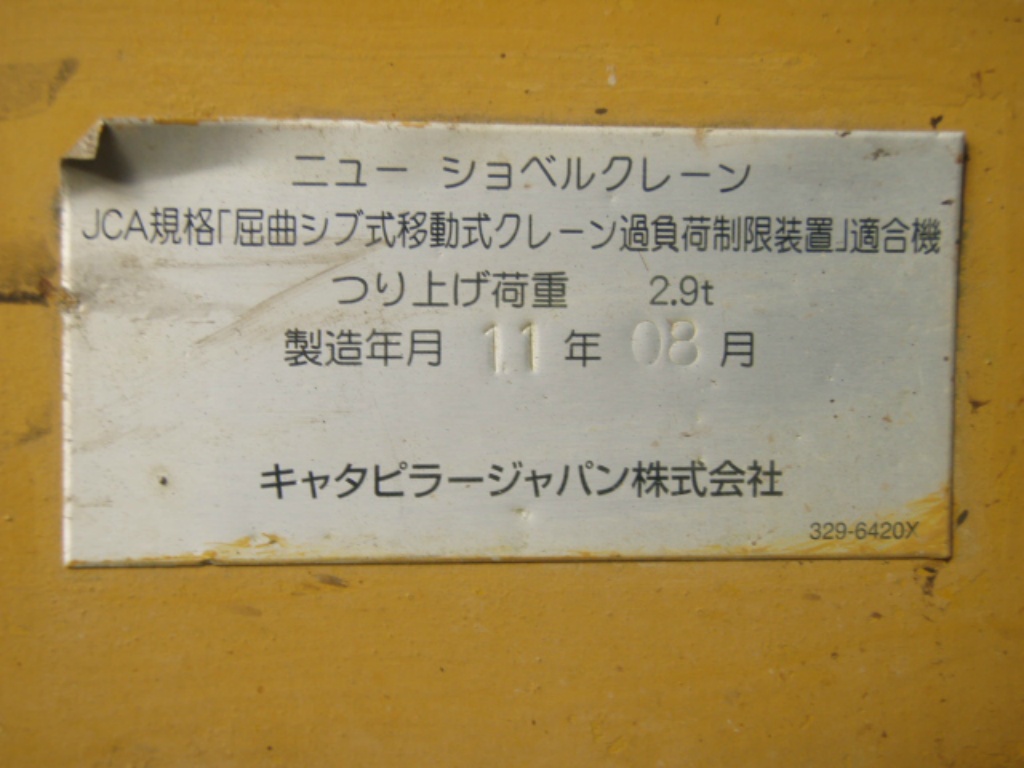 ニュー ショベルクレーン
JCA規格｢屈曲ジブ式移動式クレーン過負荷制限装置｣適合機
つり上げ荷重 2.9t
製造年月 11 年 08 月
キャタピラージャパン株式会社
329-6420X